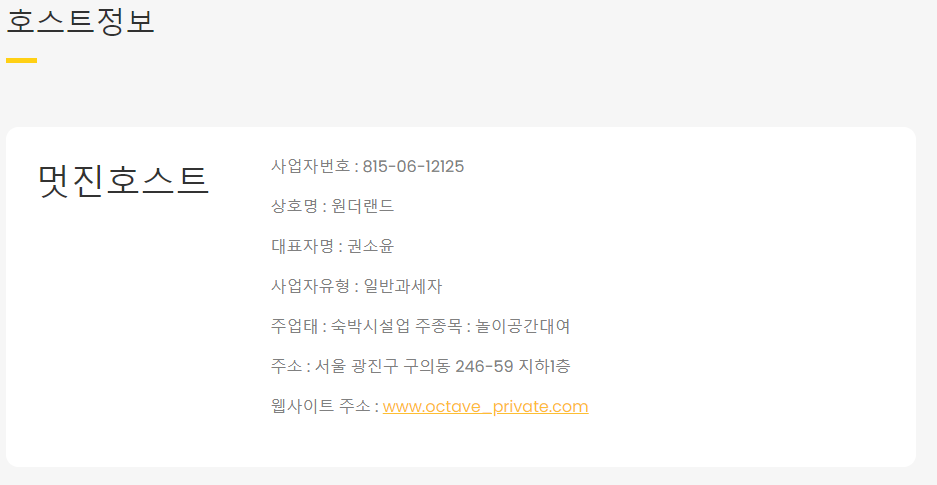 호스트정보
멋진호스트
사업자번호 : 815-06-12125
상호명 : 원더랜드
대표자명 : 권소윤
사업자유형 : 일반과세자
주업태 : 숙박시설업 주종목 : 놀이공간대여
주소 : 서울 광진구 구의동 246-59 지하1층
웹사이트 주소 : www.octave_private.com